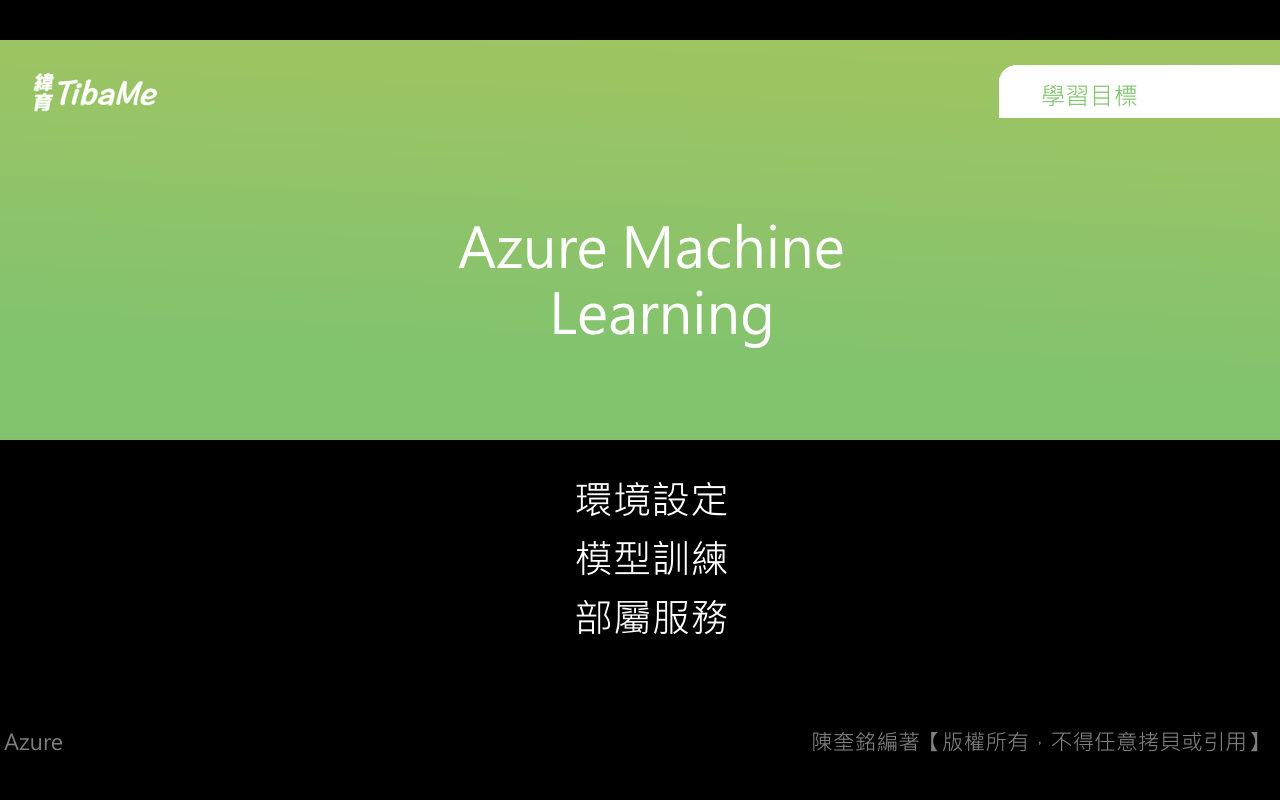 緯育 TibaMe
學習目標
Azure Machine
Learning
環境設定
模型訓練
部屬服務
Azure
陳奎銘編著【版權所有，不得任意拷貝或引用】